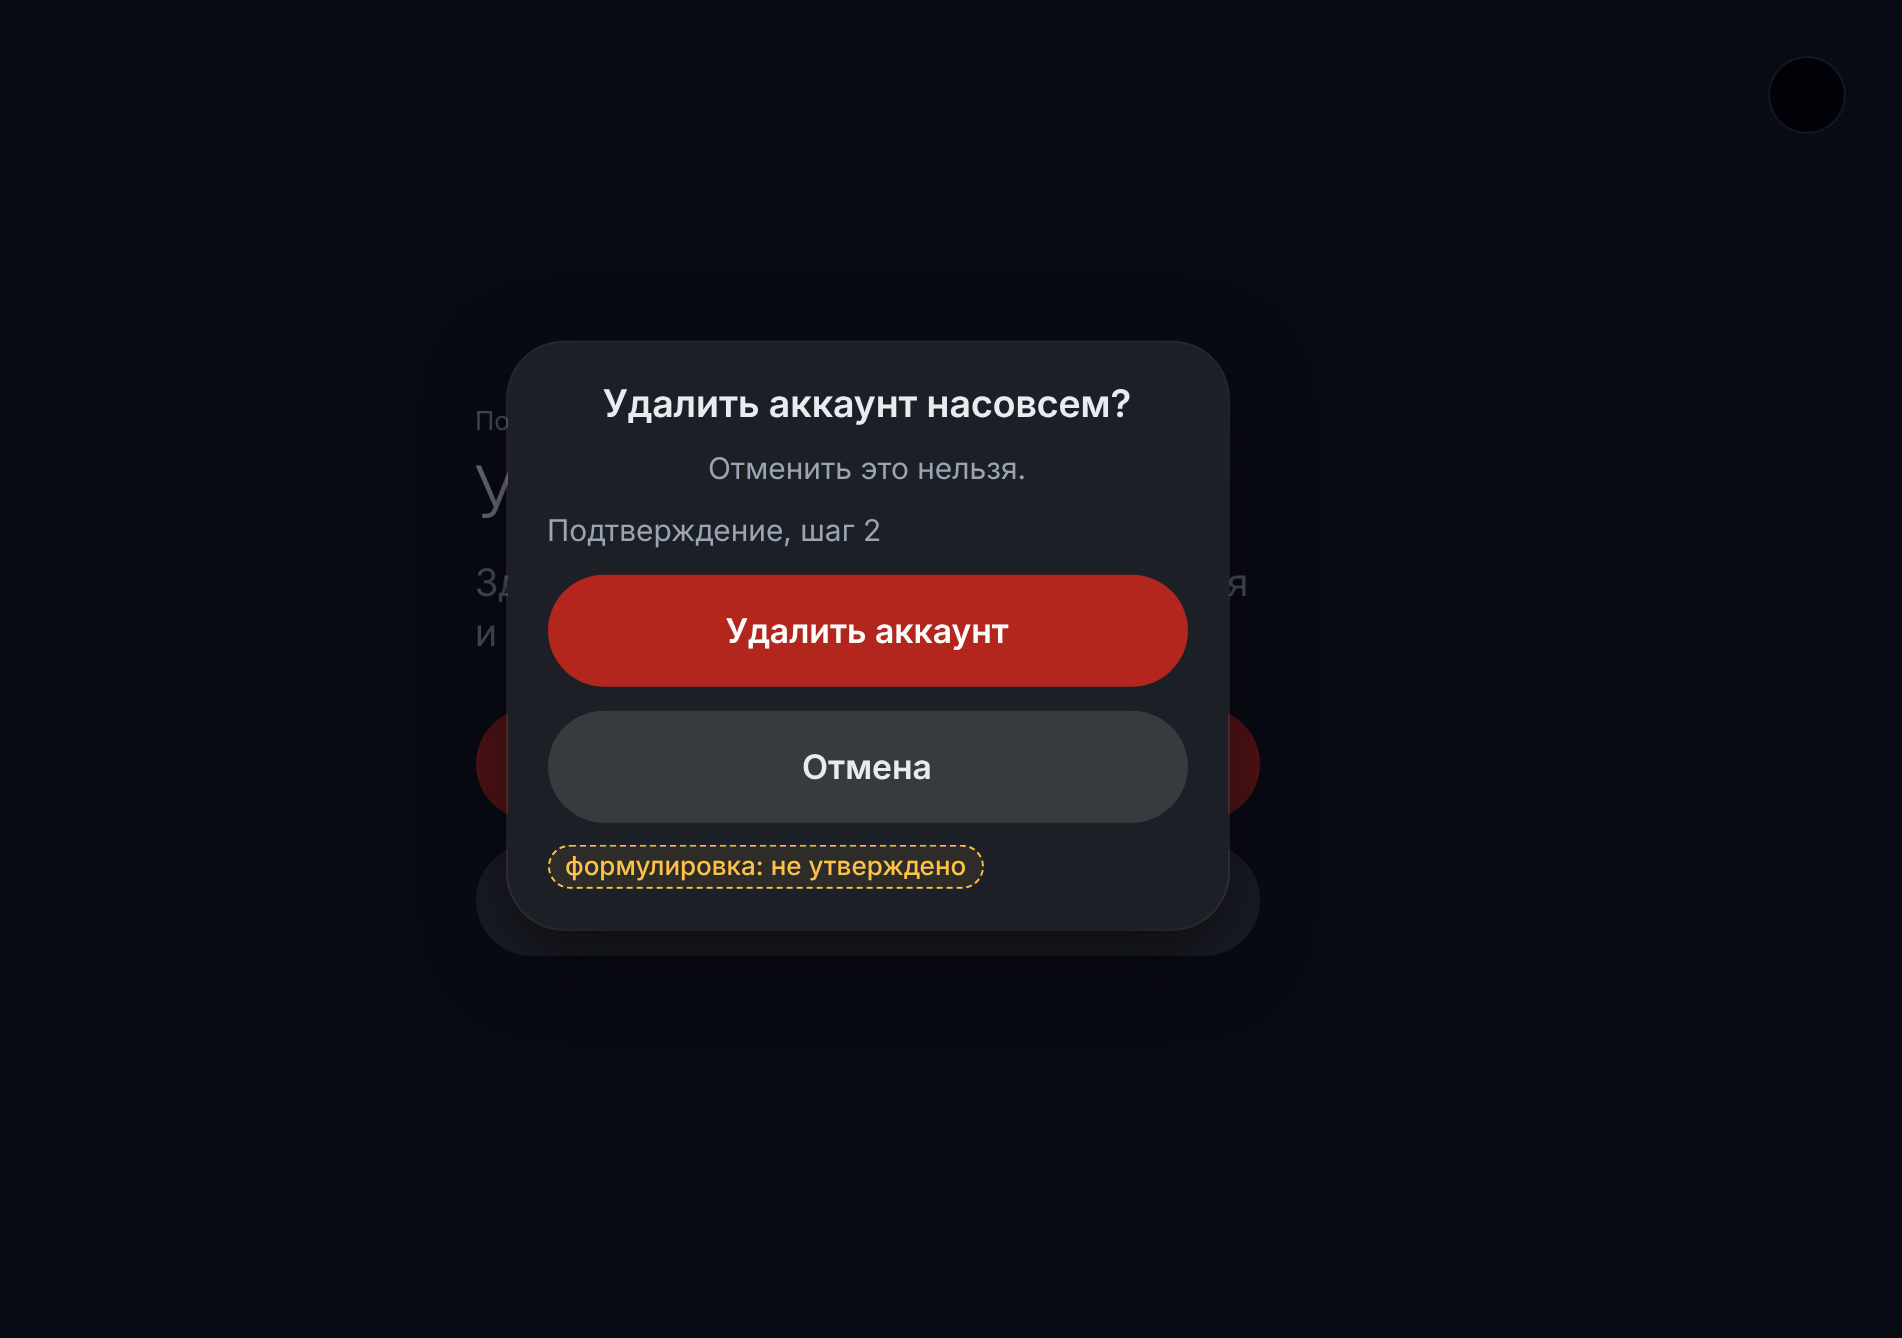 Удалить аккаунт насовсем?
Отменить это нельзя.
Подтверждение, шаг 2
Удалить аккаунт
Отмена
формулировка: не утверждено
и